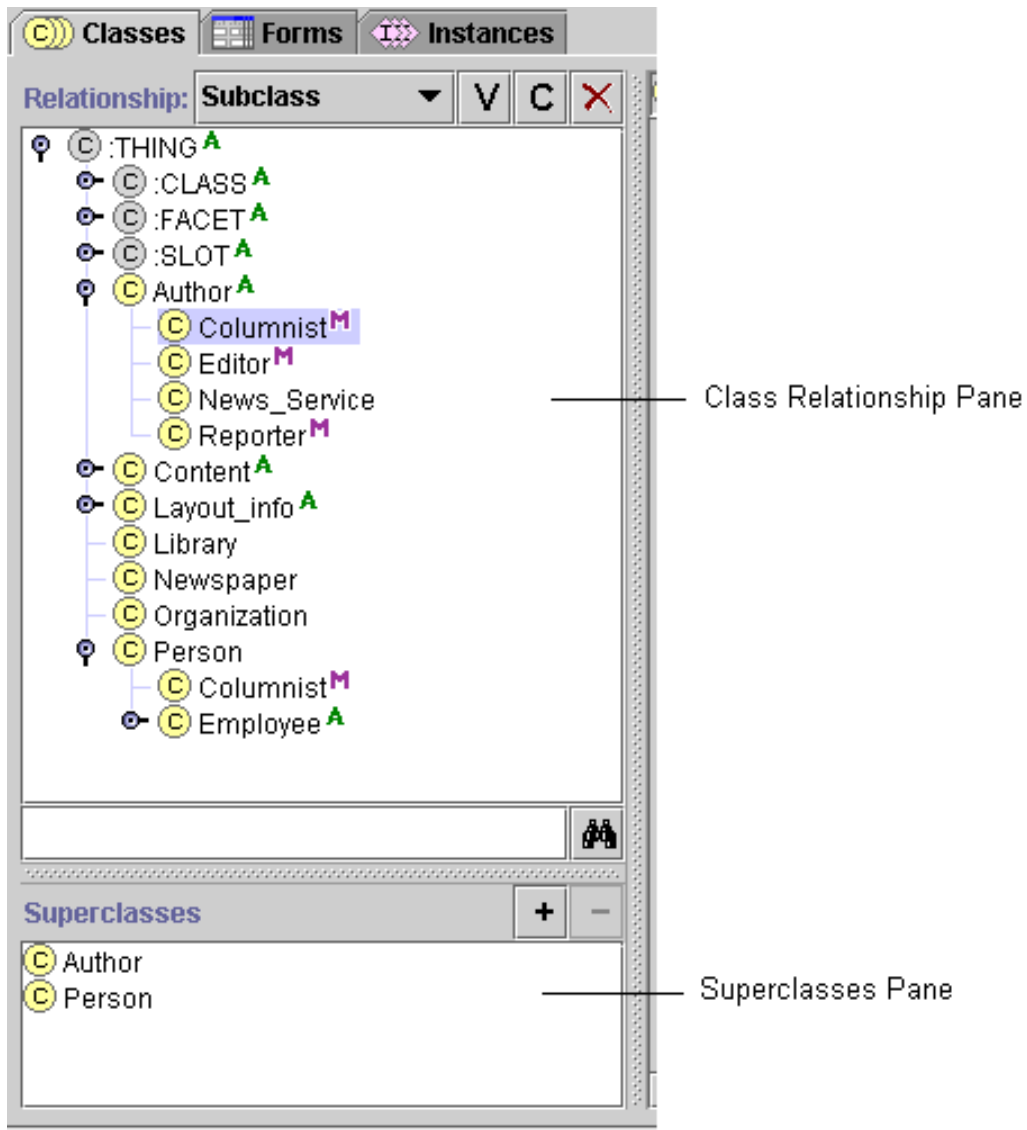 Classes Forms Instances
Relationship: Subclass V C
:THING A
:CLASS A
:FACET A
:SLOT A
Author A
Columnist M
Editor M
News_Service
Reporter M
Content A
Layout_info A
Library
Newspaper
Organization
Person
Columnist M
Employee A
Class Relationship Pane
Superclasses + -
Author
Person
Superclasses Pane